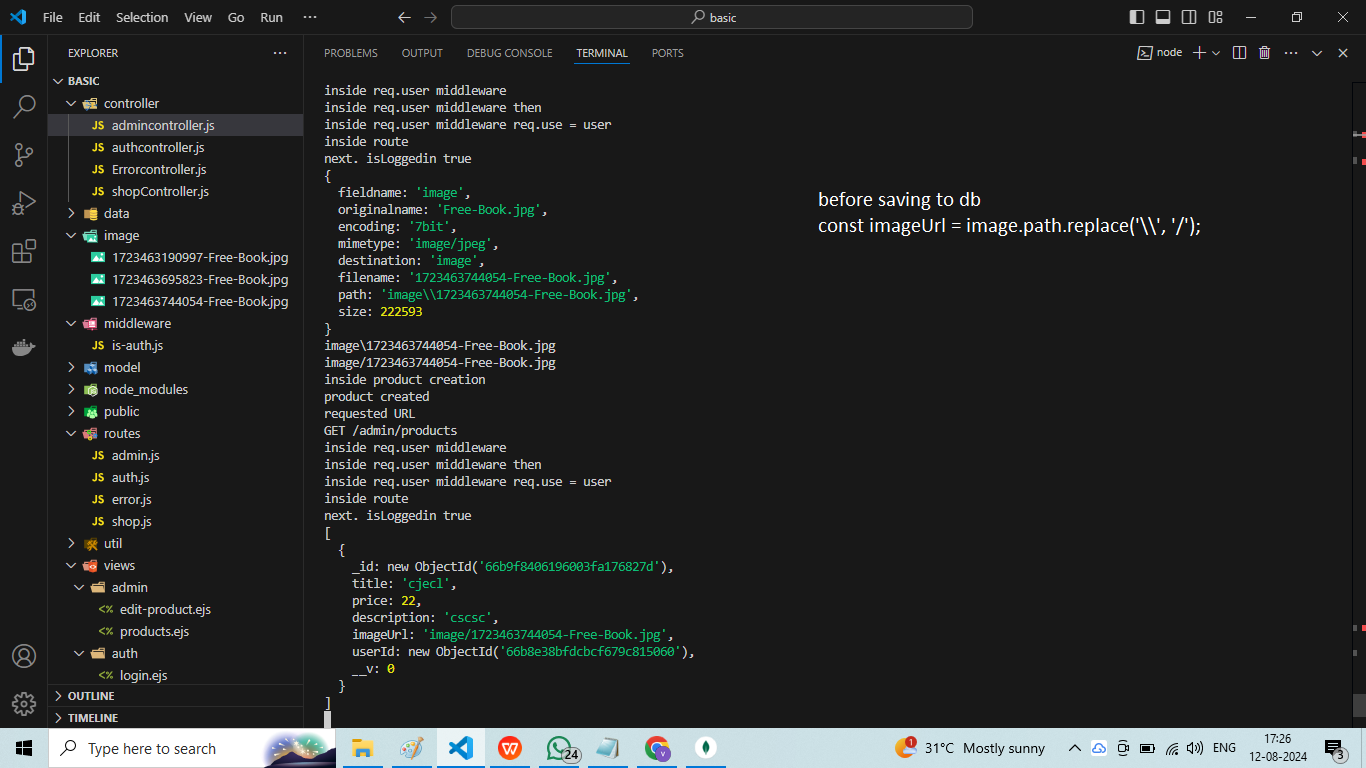 File Edit Selection View Go Run ···
basic
EXPLORER ···
BASIC
controller
JS admincontroller.js
JS authcontroller.js
JS Errorcontroller.js
JS shopController.js
data
image
1723463190997-Free-Book.jpg
1723463695823-Free-Book.jpg
1723463744054-Free-Book.jpg
middleware
JS is-auth.js
model
node_modules
public
routes
JS admin.js
JS auth.js
JS error.js
JS shop.js
util
views
admin
<% edit-product.ejs
<% products.ejs
auth
<% login.ejs
OUTLINE
TIMELINE
PROBLEMS OUTPUT DEBUG CONSOLE TERMINAL PORTS
node
inside req.user middleware
inside req.user middleware then
inside req.user middleware req.use = user
inside route
next. isLoggedin true
{
fieldname: 'image',
originalname: 'Free-Book.jpg',
encoding: '7bit',
mimetype: 'image/jpeg',
destination: 'image',
filename: '1723463744054-Free-Book.jpg',
path: 'image\\1723463744054-Free-Book.jpg',
size: 222593
}
image\1723463744054-Free-Book.jpg
image/1723463744054-Free-Book.jpg
inside product creation
product created
requested URL
GET /admin/products
inside req.user middleware
inside req.user middleware then
inside req.user middleware req.use = user
inside route
next. isLoggedin true
[
{
_id: new ObjectId('66b9f8406196003fa176827d'),
title: 'cjecl',
price: 22,
description: 'cscsc',
imageUrl: 'image/1723463744054-Free-Book.jpg',
userId: new ObjectId('66b8e38bfdcbcf679c815060'),
__v: 0
}
]
before saving to db
const imageUrl = image.path.replace('\\', '/');
Type here to search
W
24
v
1
31°C Mostly sunny
ENG
17:26
12-08-2024
3